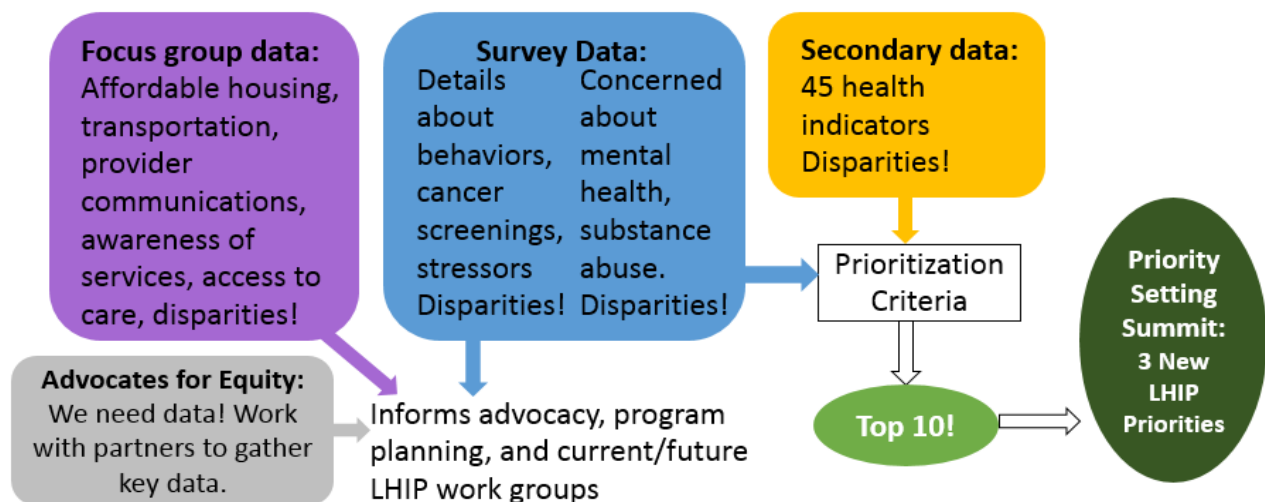 Focus group data:
Affordable housing,
transportation,
provider
communications,
awareness of
services, access to
care, disparities!
Survey Data:
Details
about
behaviors,
cancer
screenings,
stressors
Disparities!
Concerned
about
mental
health,
substance
abuse.
Disparities!
Secondary data:
45 health
indicators
Disparities!
Prioritization
Criteria
Priority
Setting
Summit:
3 New
LHIP
Priorities
Advocates for Equity:
We need data! Work
with partners to gather
key data.
Informs advocacy, program
planning, and current/future
LHIP work groups
Top 10!